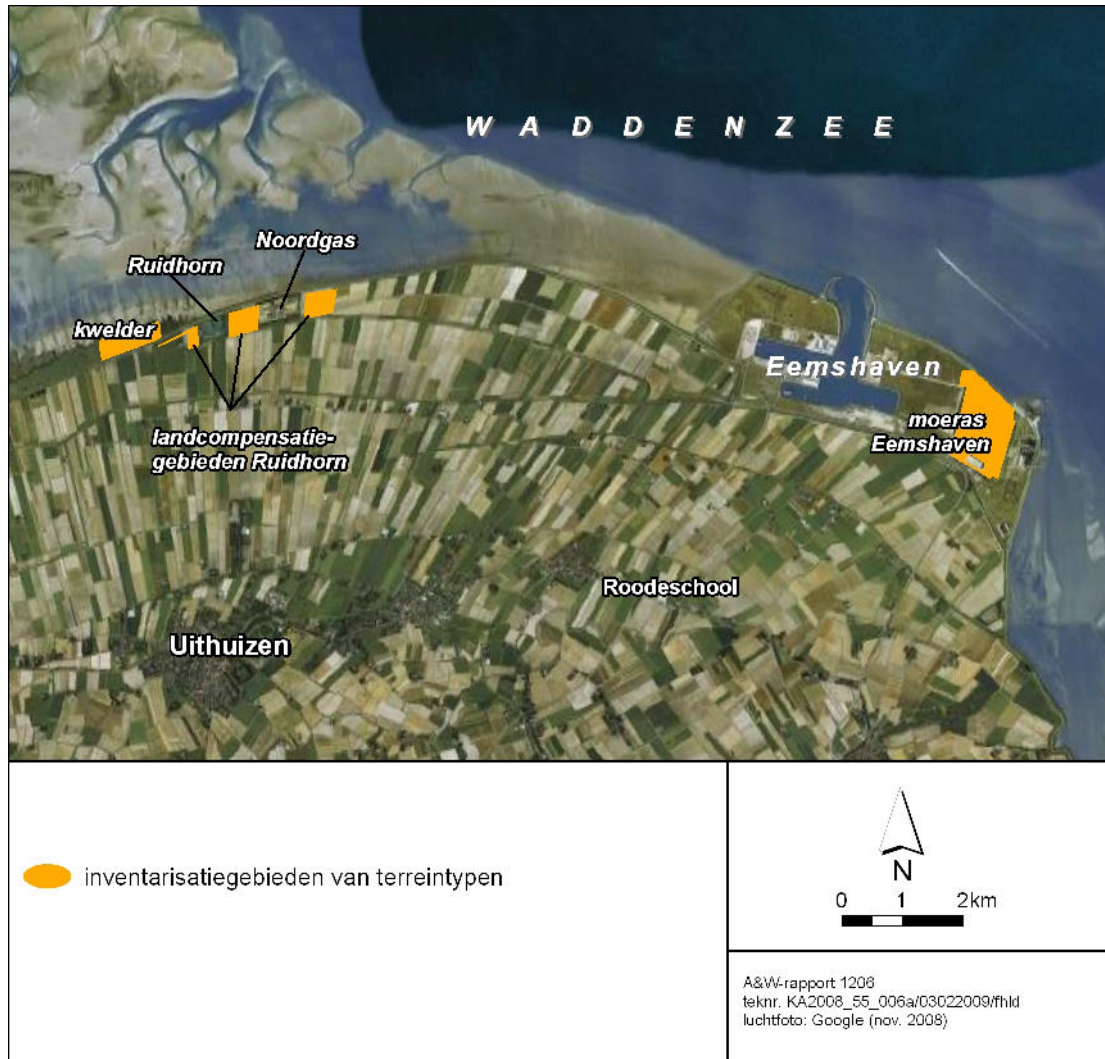 W A D D E N Z E E
Noordgas
Ruidhorn
kwelder
Eemshaven
moeras
Eemshaven
landcompensatie-
gebieden Ruidhorn
Roodeschool
Uithuizen
inventarisatiegebieden van terreintypen
N
0 1 2km
A&W-rapport 1206
teknr. KA2008_55_006a/03022009/fhld
luchtfoto: Google (nov. 2008)